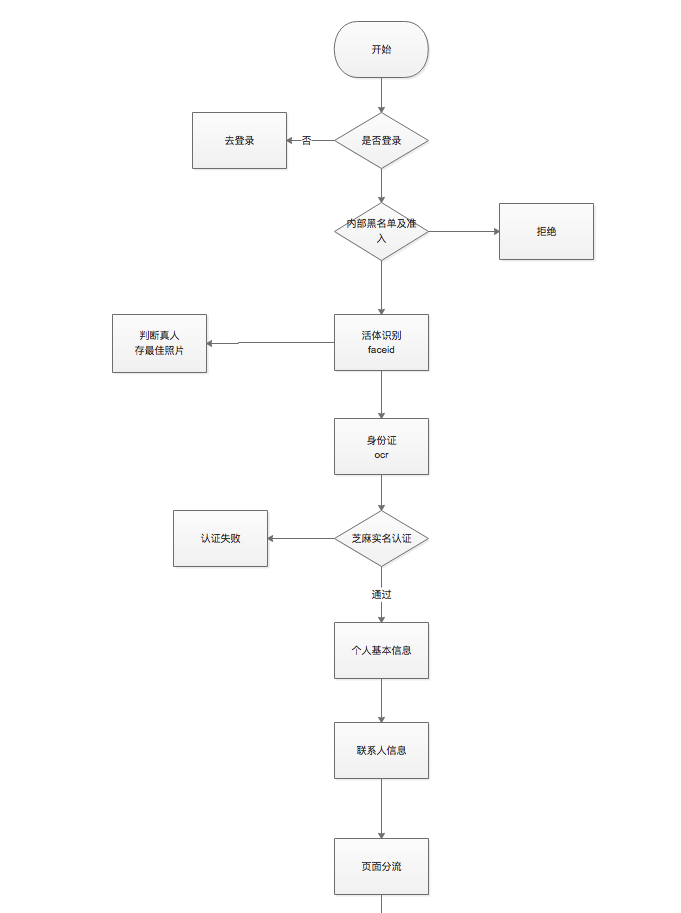 开始
去登录
否
是否登录
内部黑名单及准
入
拒绝
判断真人
存最佳照片
活体识别
faceid
身份证
ocr
认证失败
芝麻实名认证
通过
个人基本信息
联系人信息
页面分流